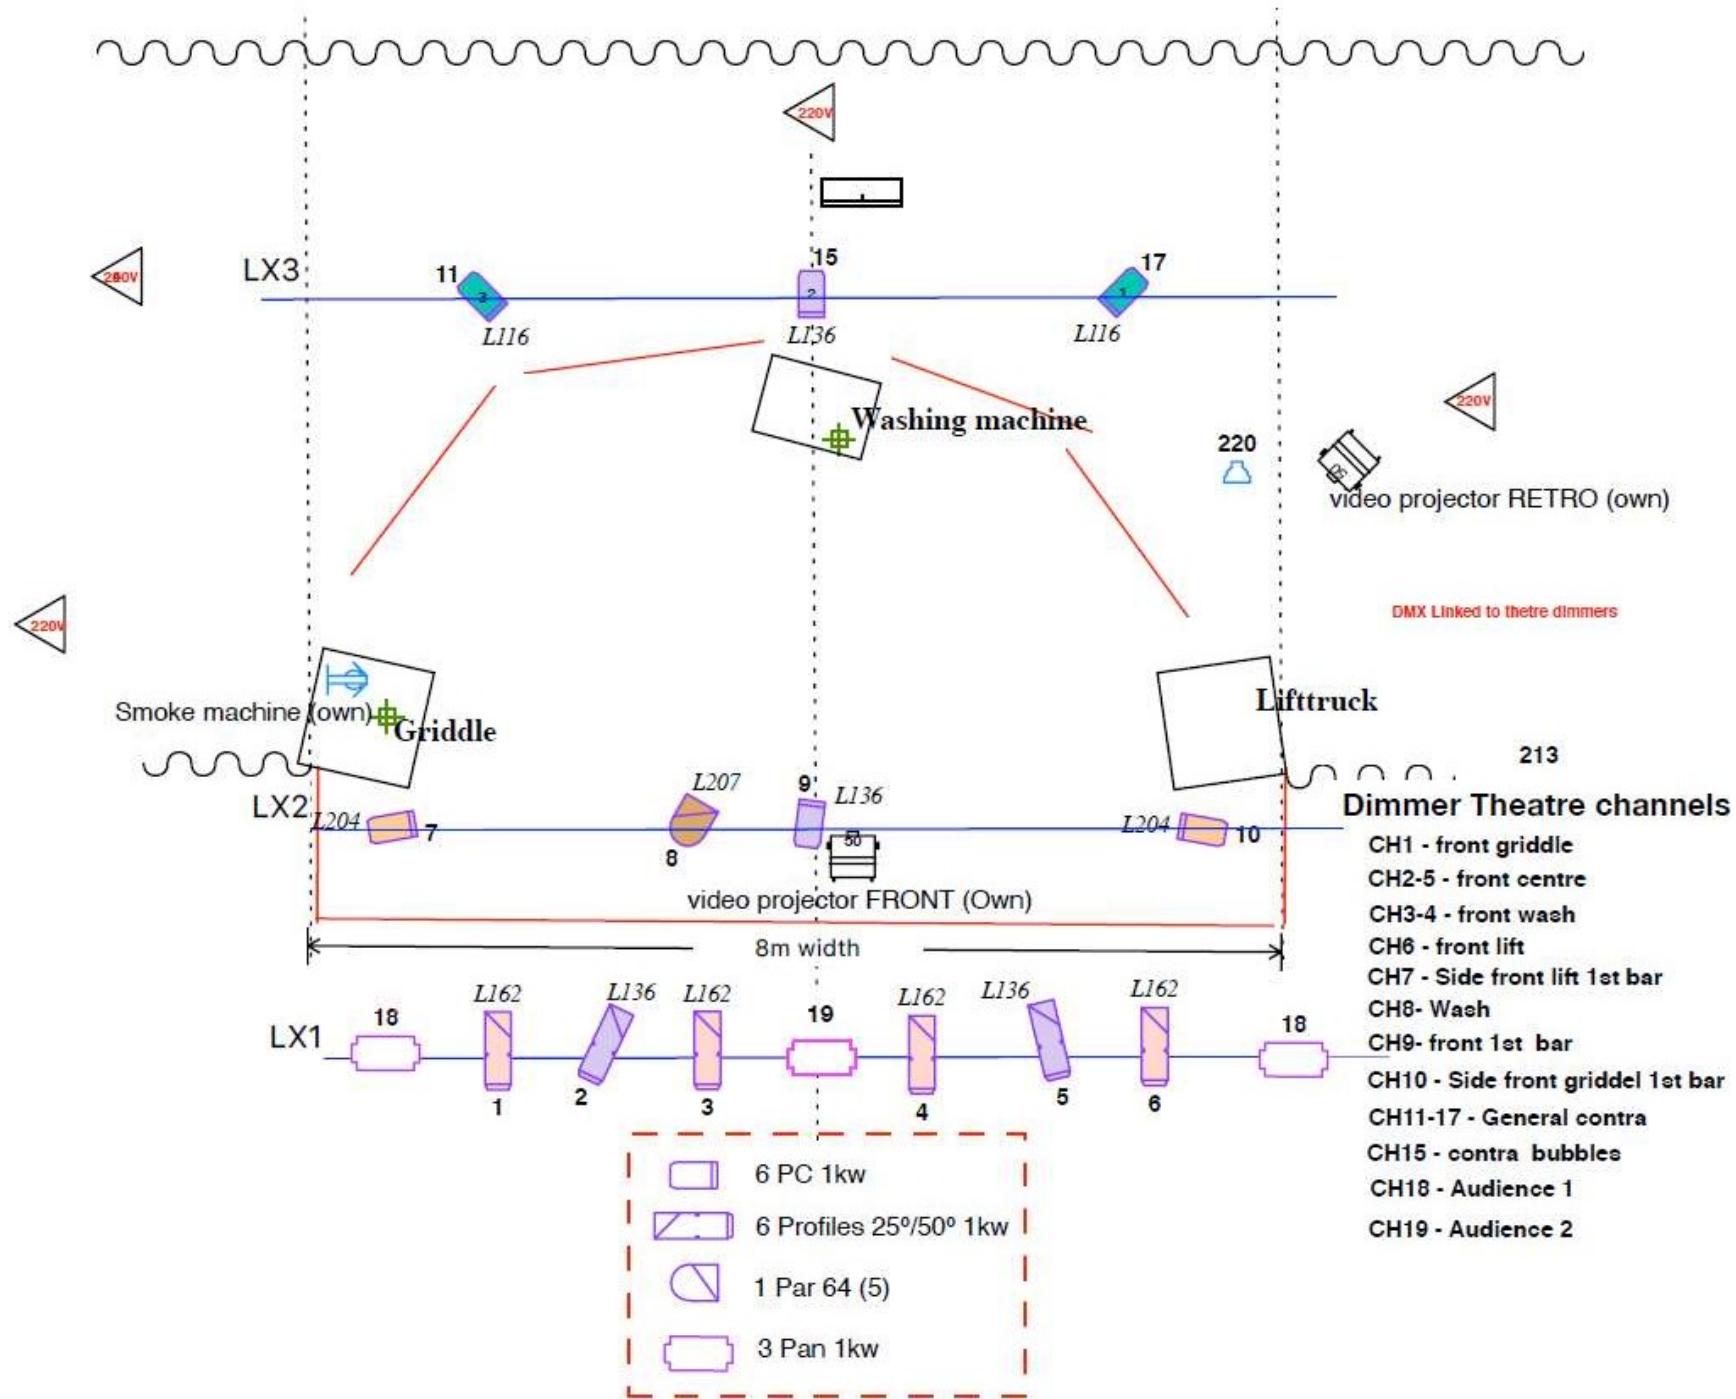 220V
LX3
11
3
L116
15
2
L136
17
1
L116
220V
Washing machine
220
50
video projector RETRO (own)
220V
DMX Linked to thetre dimmers
Smoke machine (own)
Griddle
Lifttruck
213
LX2
L204
7
L207
8
9
L136
50
L204
10
video projector FRONT (Own)
8m width
Dimmer Theatre channels
CH1 - front griddle
CH2-5 - front centre
CH3-4 - front wash
CH6 - front lift
CH7 - Side front lift 1st bar
CH8- Wash
CH9- front 1st bar
CH10 - Side front griddel 1st bar
CH11-17 - General contra
CH15 - contra bubbles
CH18 - Audience 1
CH19 - Audience 2
LX1
18
L162
1
L136
2
L162
3
19
L162
4
L136
5
L162
6
18
6 PC 1kw
6 Profiles 25º/50º 1kw
1 Par 64 (5)
3 Pan 1kw